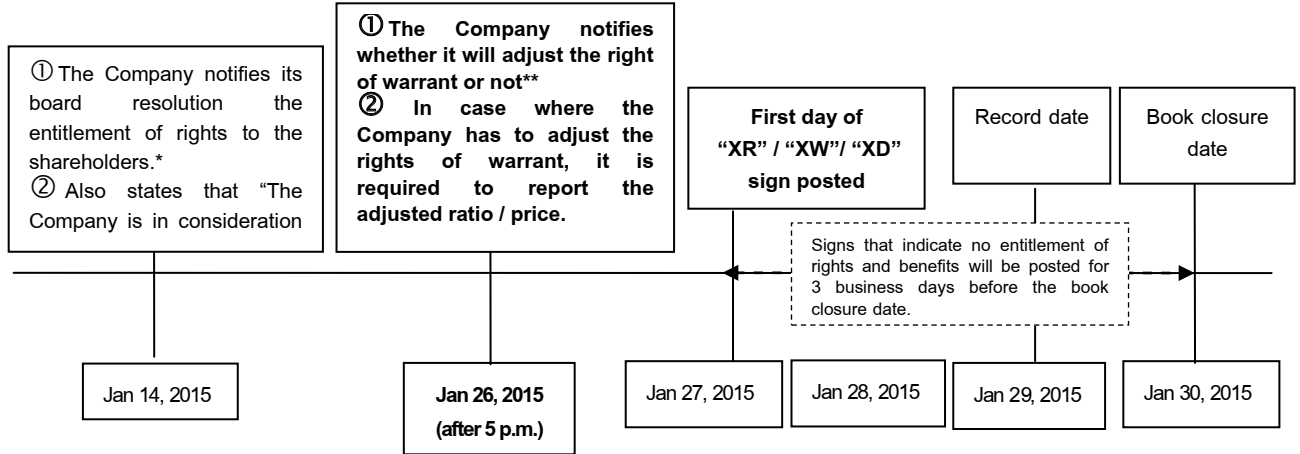 ① The Company notifies its
board resolution the
entitlement of rights to the
shareholders.*
② Also states that “The
Company is in consideration
① The Company notifies
whether it will adjust the right
of warrant or not**
② In case where the
Company has to adjust the
rights of warrant, it is
required to report the
adjusted ratio / price.
First day of
“XR” / “XW”/ “XD”
sign posted
Record date
Book closure
date
Signs that indicate no entitlement of
rights and benefits will be posted for
3 business days before the book
closure date.
Jan 14, 2015
Jan 26, 2015
(after 5 p.m.)
Jan 27, 2015
Jan 28, 2015
Jan 29, 2015
Jan 30, 2015